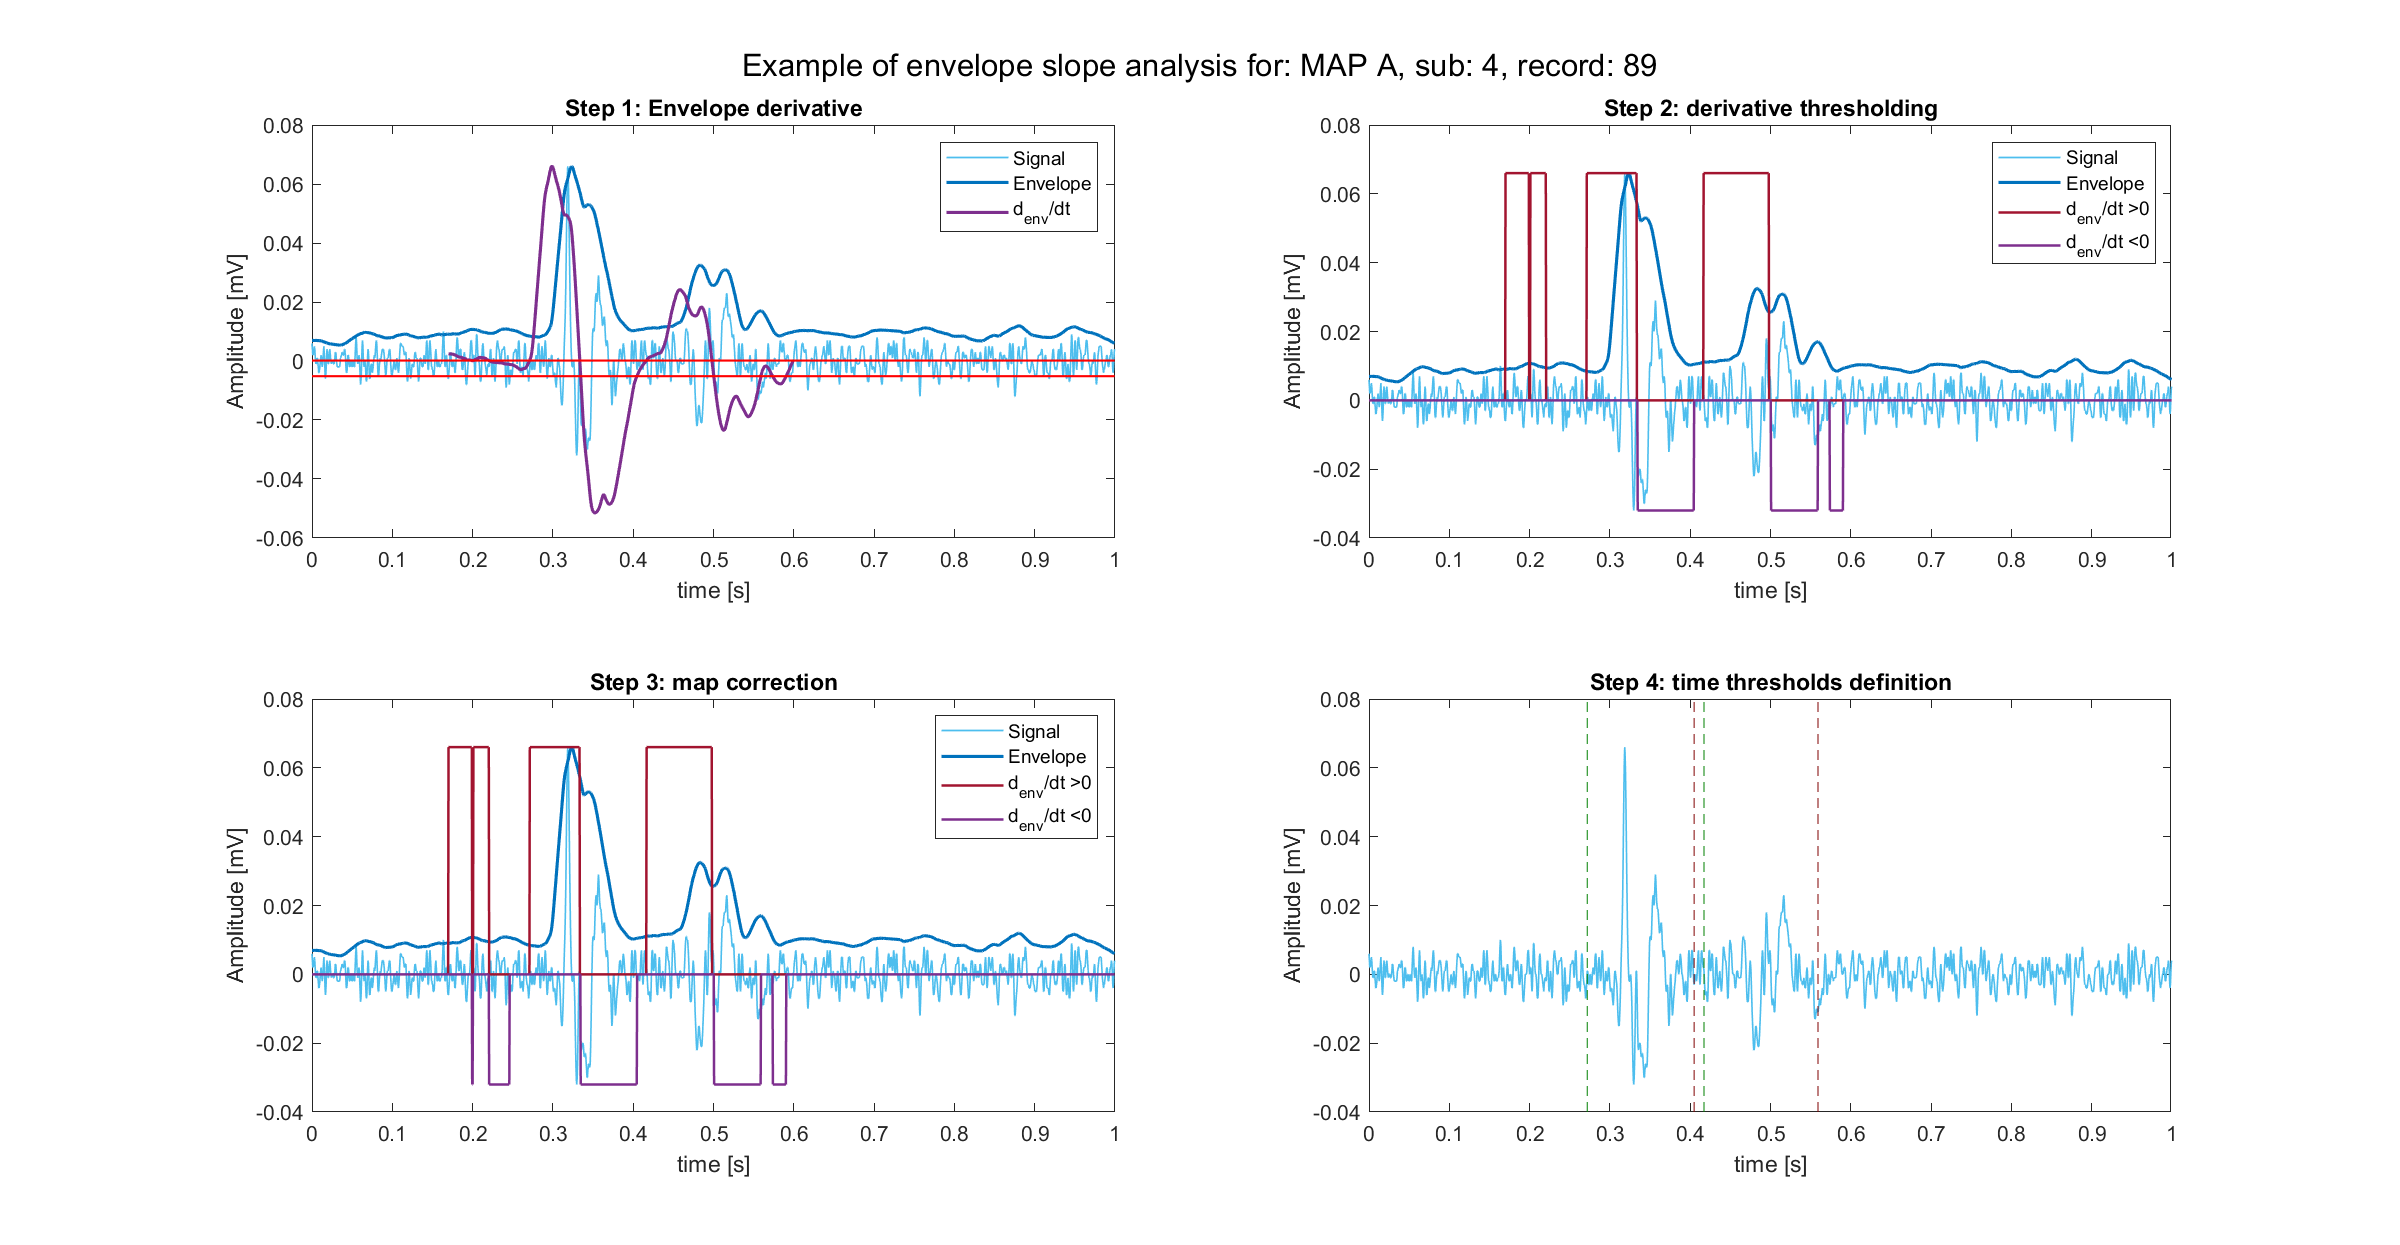 Example of envelope slope analysis for: MAP A, sub: 4, record: 89
Step 1: Envelope derivative
0.08
0.06
0.04
0.02
0
-0.02
-0.04
-0.06
Amplitude [mV]
0 0.1 0.2 0.3 0.4 0.5 0.6 0.7 0.8 0.9 1
time [s]
Signal
Envelope
d_env/dt
Step 2: derivative thresholding
0.08
0.06
0.04
0.02
0
-0.02
-0.04
Amplitude [mV]
0 0.1 0.2 0.3 0.4 0.5 0.6 0.7 0.8 0.9 1
time [s]
Signal
Envelope
d_env/dt >0
d_env/dt <0
Step 3: map correction
0.08
0.06
0.04
0.02
0
-0.02
-0.04
Amplitude [mV]
0 0.1 0.2 0.3 0.4 0.5 0.6 0.7 0.8 0.9 1
time [s]
Signal
Envelope
d_env/dt >0
d_env/dt <0
Step 4: time thresholds definition
0.08
0.06
0.04
0.02
0
-0.02
-0.04
Amplitude [mV]
0 0.1 0.2 0.3 0.4 0.5 0.6 0.7 0.8 0.9 1
time [s]